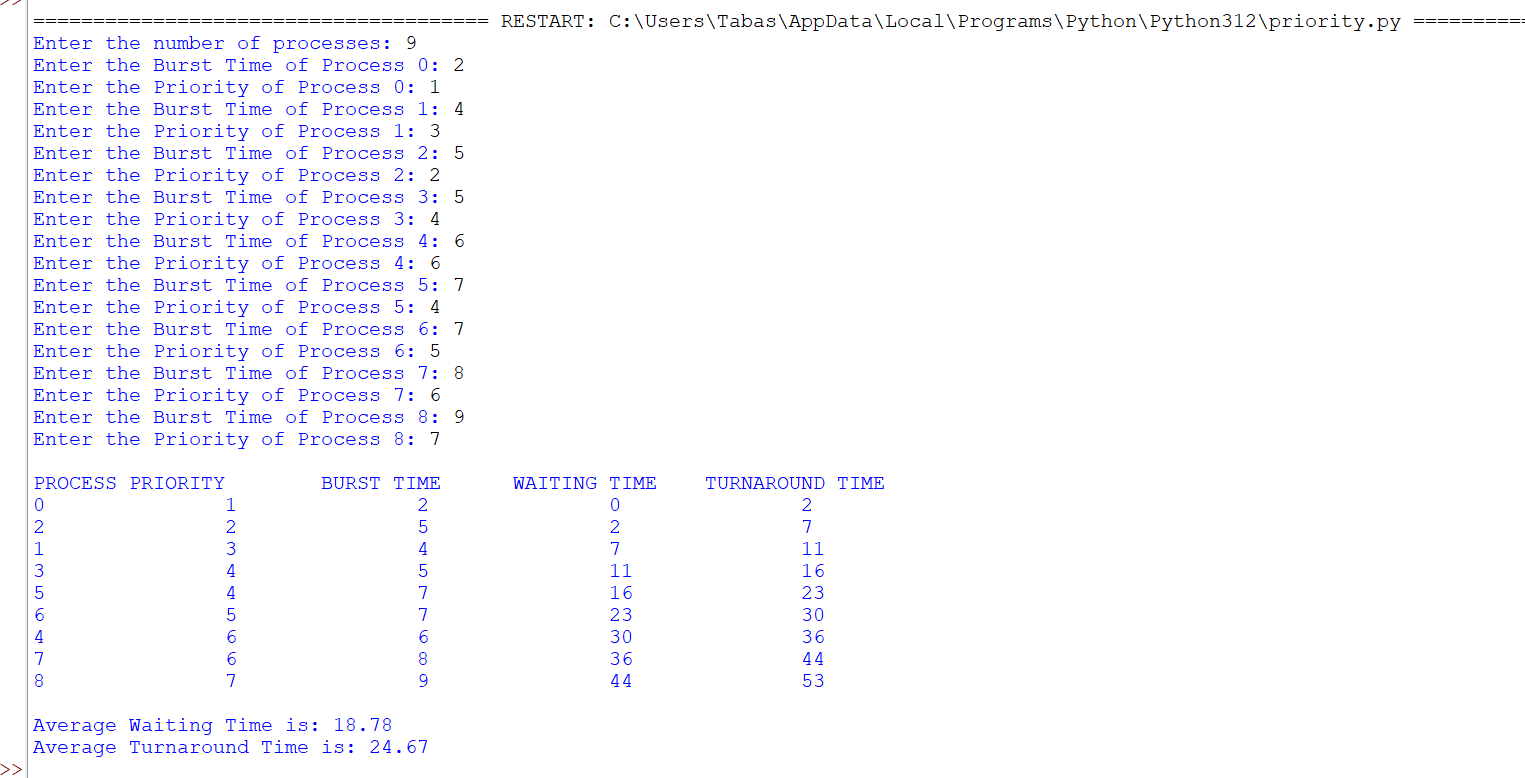 >>
====================================== RESTART: C:\Users\Tabas\AppData\Local\Programs\Python\Python312\priority.py ==========
Enter the number of processes: 9
Enter the Burst Time of Process 0: 2
Enter the Priority of Process 0: 1
Enter the Burst Time of Process 1: 4
Enter the Priority of Process 1: 3
Enter the Burst Time of Process 2: 5
Enter the Priority of Process 2: 2
Enter the Burst Time of Process 3: 5
Enter the Priority of Process 3: 4
Enter the Burst Time of Process 4: 6
Enter the Priority of Process 4: 6
Enter the Burst Time of Process 5: 7
Enter the Priority of Process 5: 4
Enter the Burst Time of Process 6: 7
Enter the Priority of Process 6: 5
Enter the Burst Time of Process 7: 8
Enter the Priority of Process 7: 6
Enter the Burst Time of Process 8: 9
Enter the Priority of Process 8: 7

PROCESS PRIORITY        BURST TIME      WAITING TIME    TURNAROUND TIME
0               1               2               0               2
2               2               5               2               7
1               3               4               7               11
3               4               5               11              16
5               4               7               16              23
6               5               7               23              30
4               6               6               30              36
7               6               8               36              44
8               7               9               44              53

Average Waiting Time is: 18.78
Average Turnaround Time is: 24.67
>>